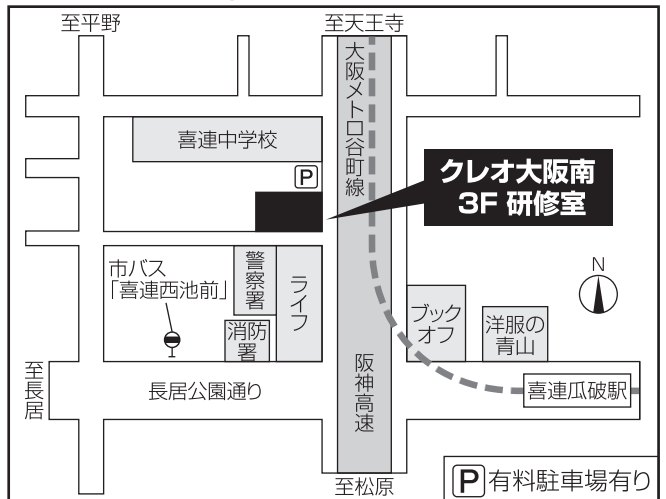 至平野
至天王寺
大阪メトロ谷町線
喜連中学校
P
クレオ大阪南
3F 研修室
市バス
「喜連西池前」
警察署
ライフ
消防署
ブック
オフ
洋服の
青山
N
至長居
長居公園通り
阪神高速
喜連瓜破駅
至松原
P有料駐車場有り